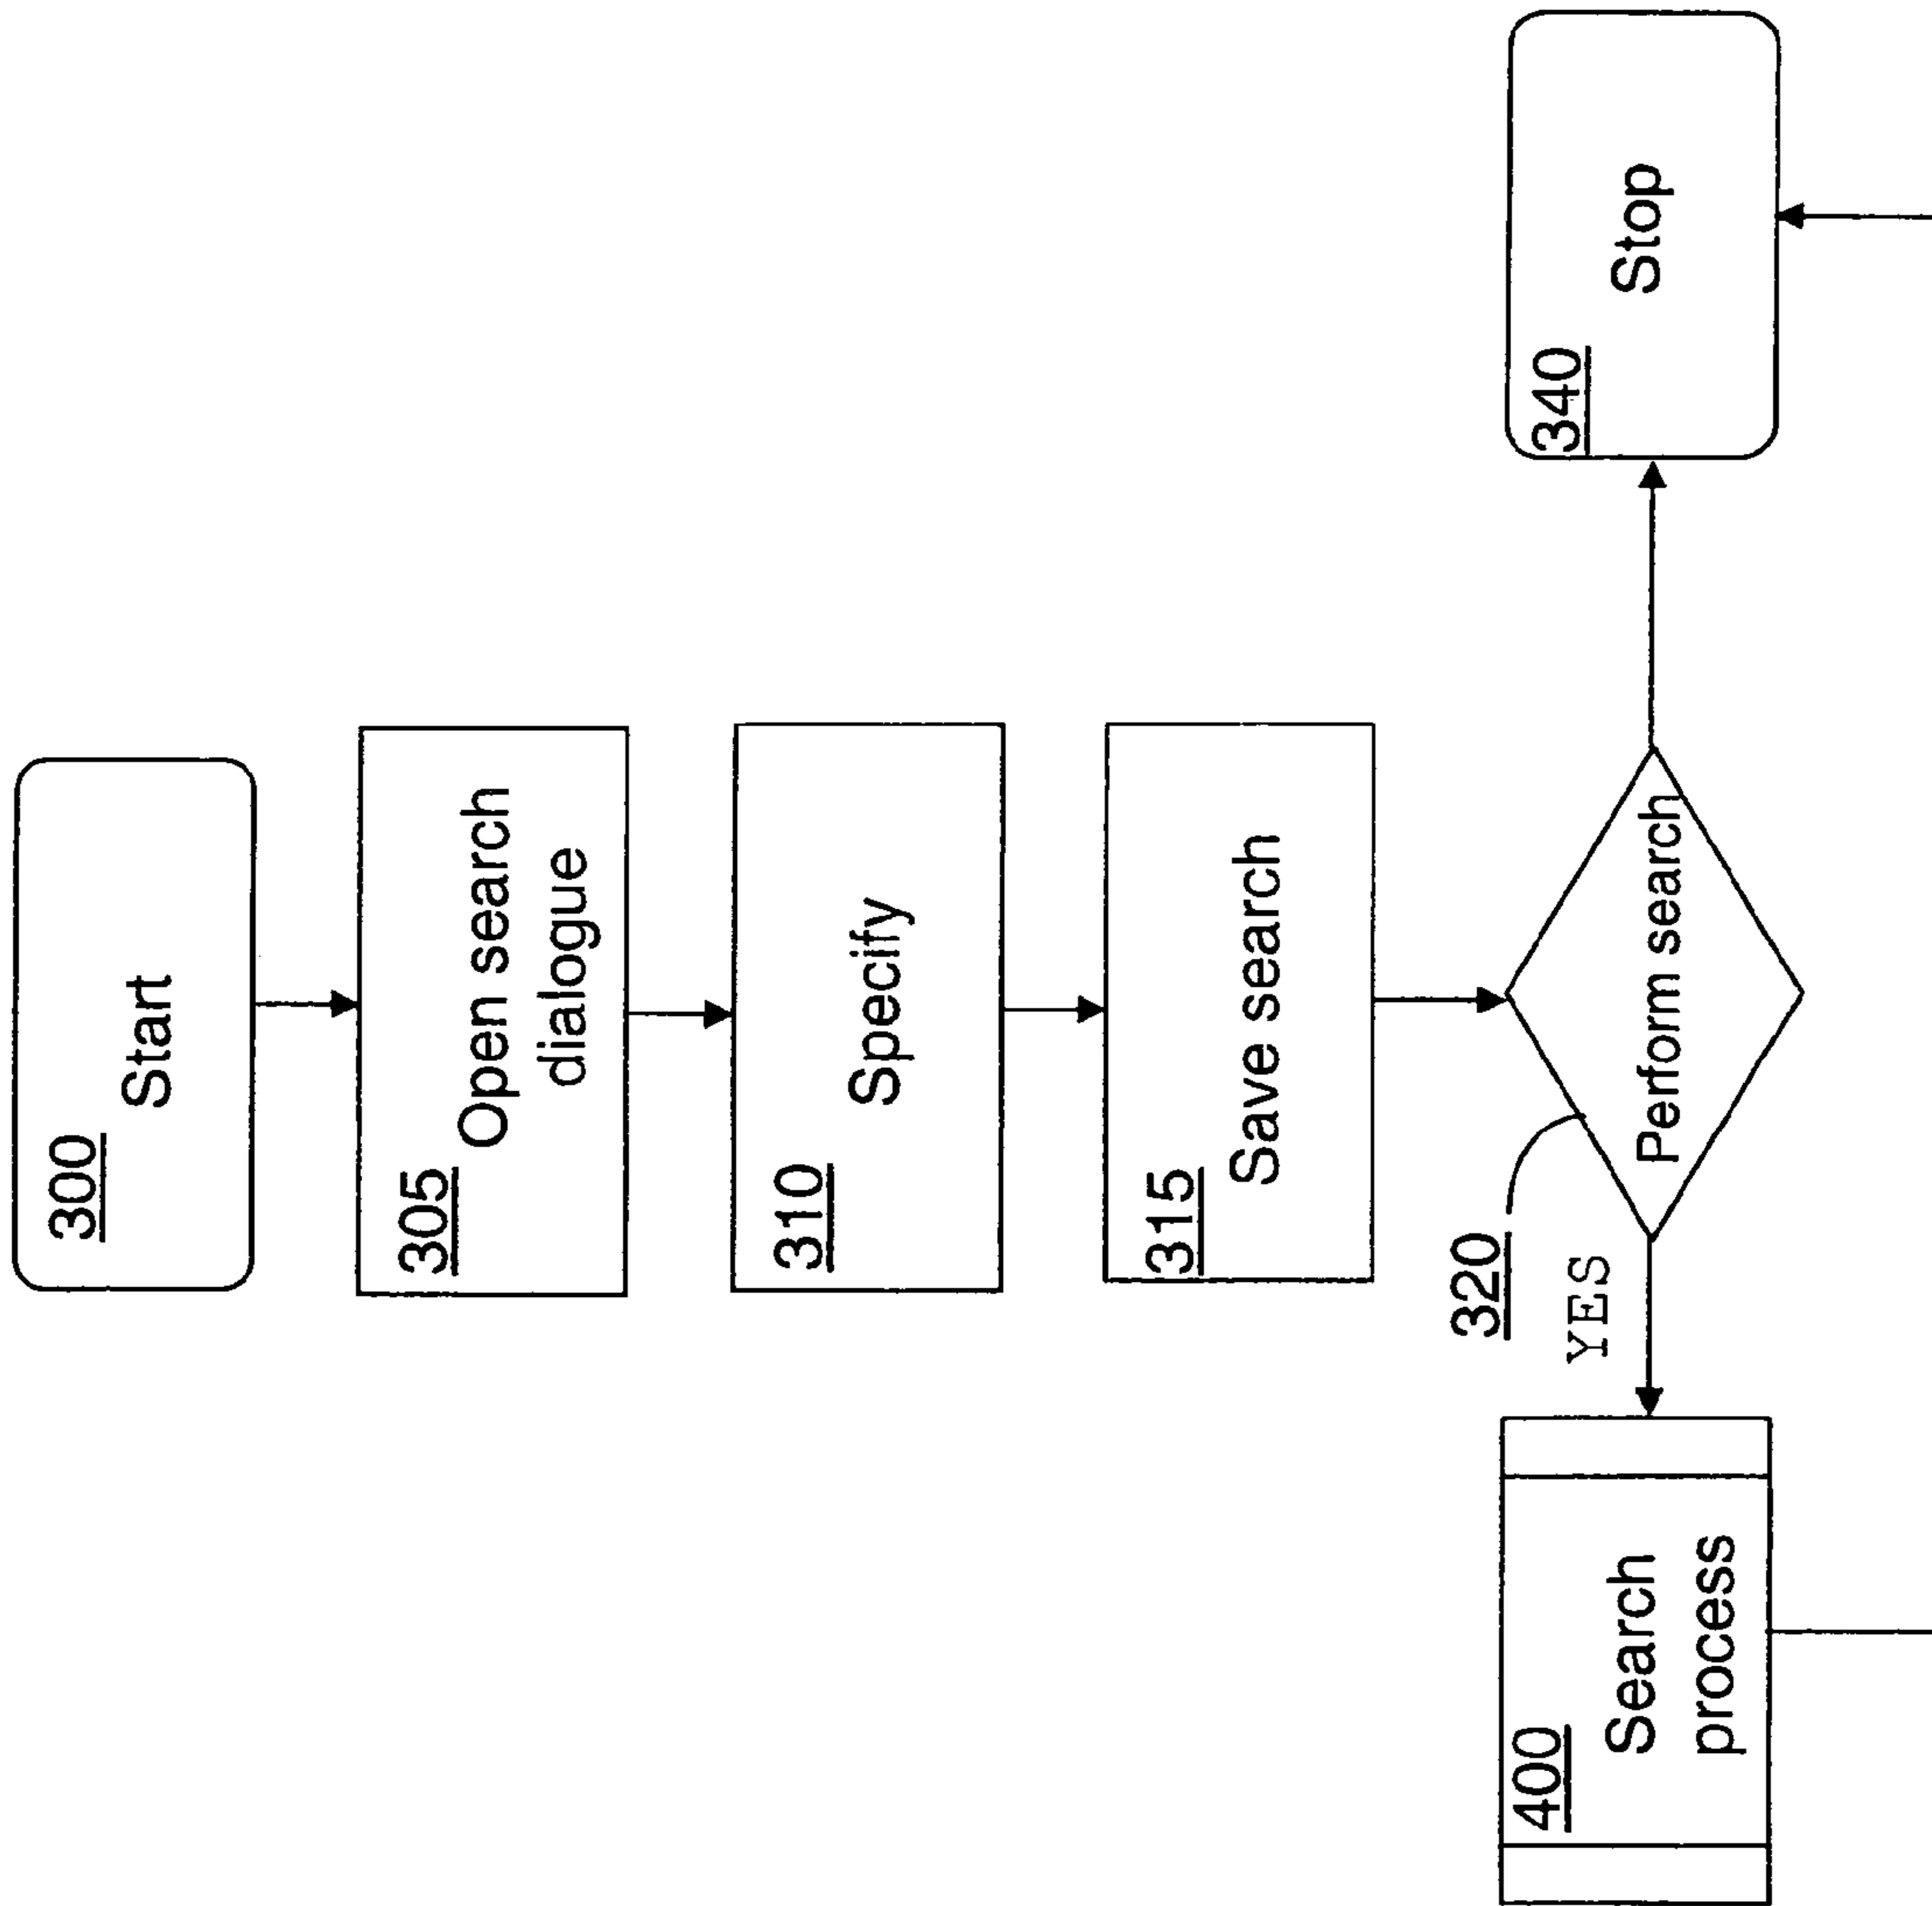 300
Start
305
Open search
dialogue
310
Specify
315
Save search
320
Perform search
YES
400
Search
process
340
Stop